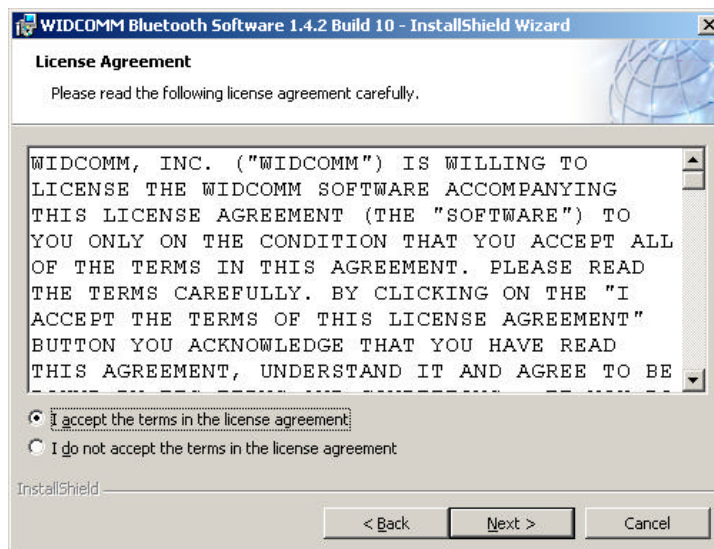 WIDCOMM Bluetooth Software 1.4.2 Build 10 - InstallShield Wizard
License Agreement
Please read the following license agreement carefully.
WIDCOMM, INC. ("WIDCOMM") IS WILLING TO
LICENSE THE WIDCOMM SOFTWARE ACCOMPANYING
THIS LICENSE AGREEMENT (THE "SOFTWARE") TO
YOU ONLY ON THE CONDITION THAT YOU ACCEPT ALL
OF THE TERMS IN THIS AGREEMENT. PLEASE READ
THE TERMS CAREFULLY. BY CLICKING ON THE "I
ACCEPT THE TERMS OF THIS LICENSE AGREEMENT"
BUTTON YOU ACKNOWLEDGE THAT YOU HAVE READ
THIS AGREEMENT, UNDERSTAND IT AND AGREE TO BE
I accept the terms in the license agreement
I do not accept the terms in the license agreement
InstallShield
< Back Next > Cancel